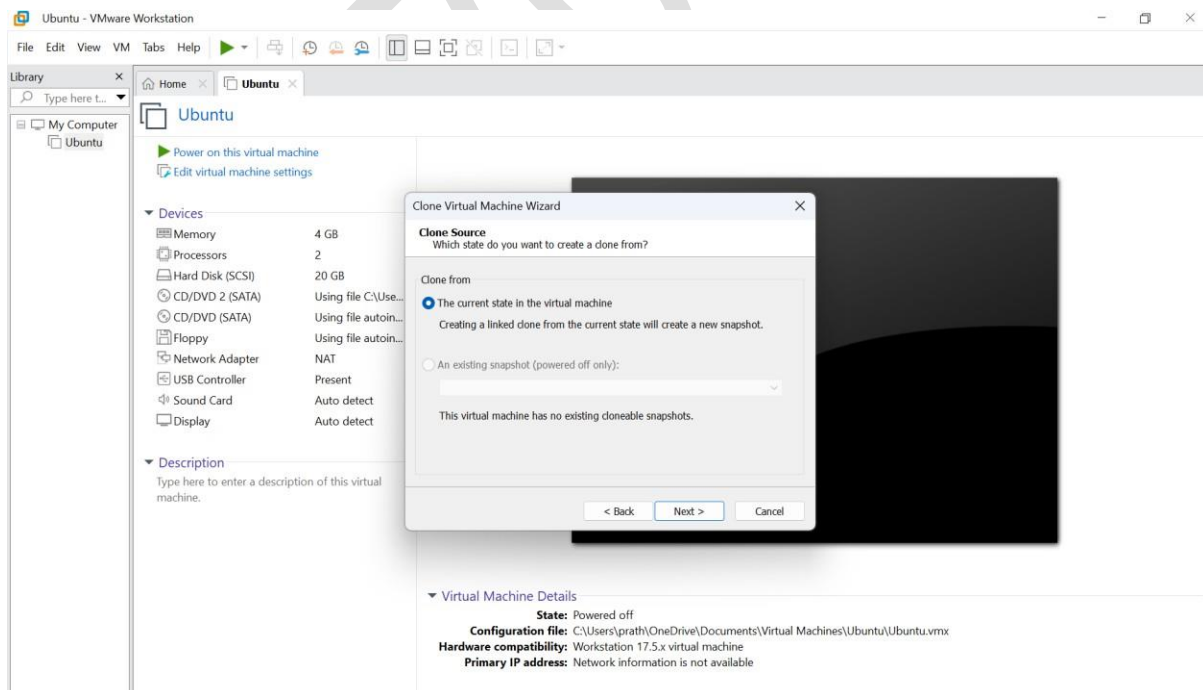 Ubuntu - VMware Workstation
File Edit View VM Tabs Help
Library
Type here t...
My Computer
Ubuntu
Home
Ubuntu
Ubuntu
Power on this virtual machine
Edit virtual machine settings
Devices
Memory 4 GB
Processors 2
Hard Disk (SCSI) 20 GB
CD/DVD 2 (SATA) Using file C:\Use...
CD/DVD (SATA) Using file autoin...
Floppy Using file autoin...
Network Adapter NAT
USB Controller Present
Sound Card Auto detect
Display Auto detect
Description
Type here to enter a description of this virtual
machine.
Clone Virtual Machine Wizard
Clone Source
Which state do you want to create a clone from?
Clone from
The current state in the virtual machine
Creating a linked clone from the current state will create a new snapshot.
An existing snapshot (powered off only):
This virtual machine has no existing cloneable snapshots.
< Back Next > Cancel
Virtual Machine Details
State: Powered off
Configuration file: C:\Users\prath\OneDrive\Documents\Virtual Machines\Ubuntu\Ubuntu.vmx
Hardware compatibility: Workstation 17.5.x virtual machine
Primary IP address: Network information is not available